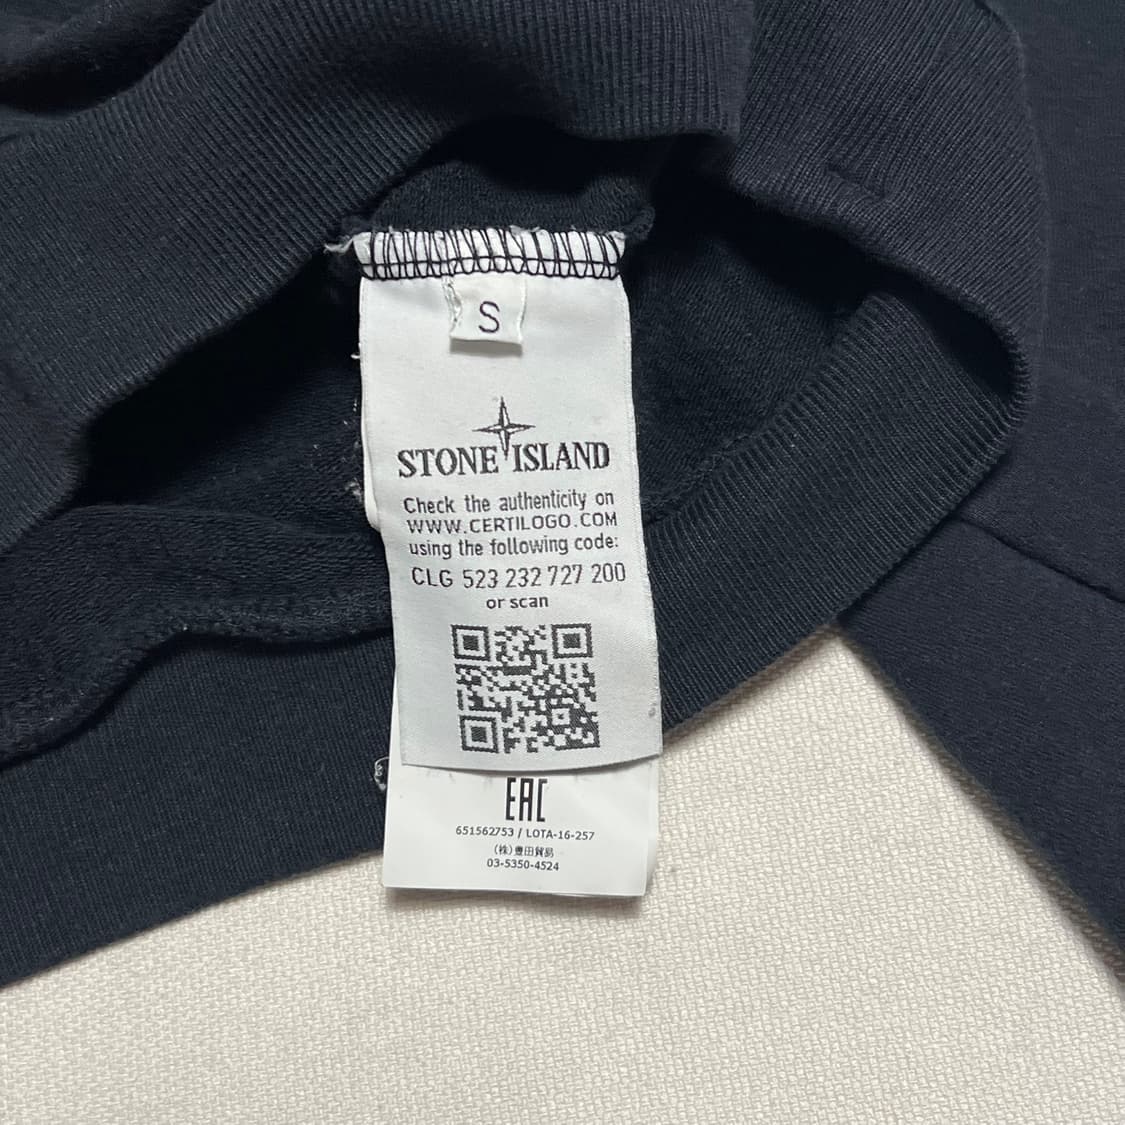 S
STONE ISLAND
Check the authenticity on
WWW.CERTILOGO.COM
using the following code:
CLG 523 232 727 200
or scan
EAC
651562753 / LOTA-16-257
(株)豊田貿易
03-5350-4524